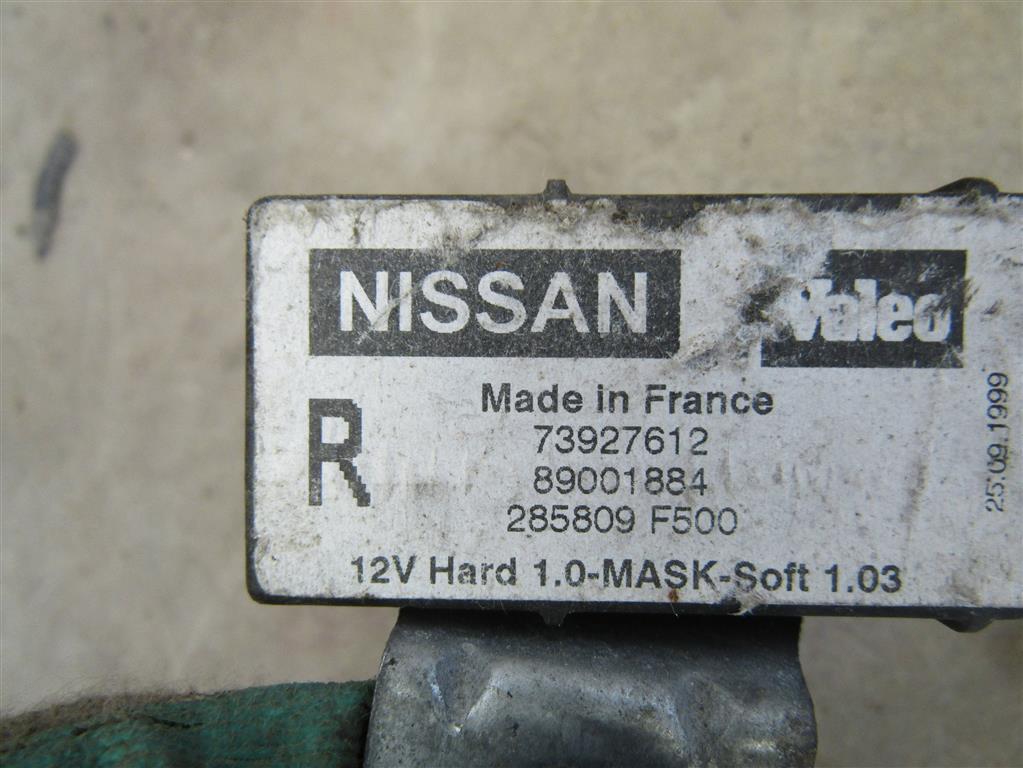 NISSAN
Valeo
R
Made in France
73927612
89001884
285809 F500
12V Hard 1.0-MASK-Soft 1.03
25.09.1999